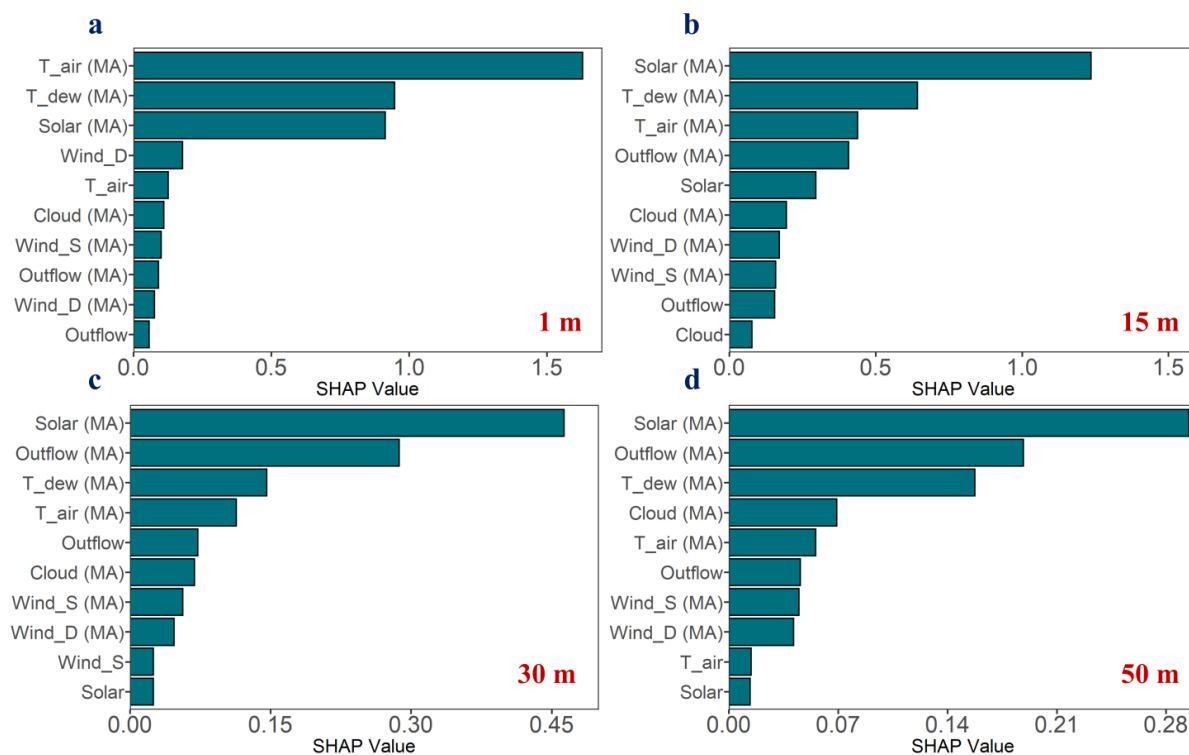 a
T_air (MA)
T_dew (MA)
Solar (MA)
Wind_D
T_air
Cloud (MA)
Wind_S (MA)
Outflow (MA)
Wind_D (MA)
Outflow
1 m
0.0 0.5 1.0 1.5
SHAP Value
b
Solar (MA)
T_dew (MA)
T_air (MA)
Outflow (MA)
Solar
Cloud (MA)
Wind_D (MA)
Wind_S (MA)
Outflow
Cloud
15 m
0.0 0.5 1.0 1.5
SHAP Value
c
Solar (MA)
Outflow (MA)
T_dew (MA)
T_air (MA)
Outflow
Cloud (MA)
Wind_S (MA)
Wind_D (MA)
Wind_S
Solar
30 m
0.00 0.15 0.30 0.45
SHAP Value
d
Solar (MA)
Outflow (MA)
T_dew (MA)
Cloud (MA)
T_air (MA)
Outflow
Wind_S (MA)
Wind_D (MA)
T_air
Solar
50 m
0.00 0.07 0.14 0.21 0.28
SHAP Value